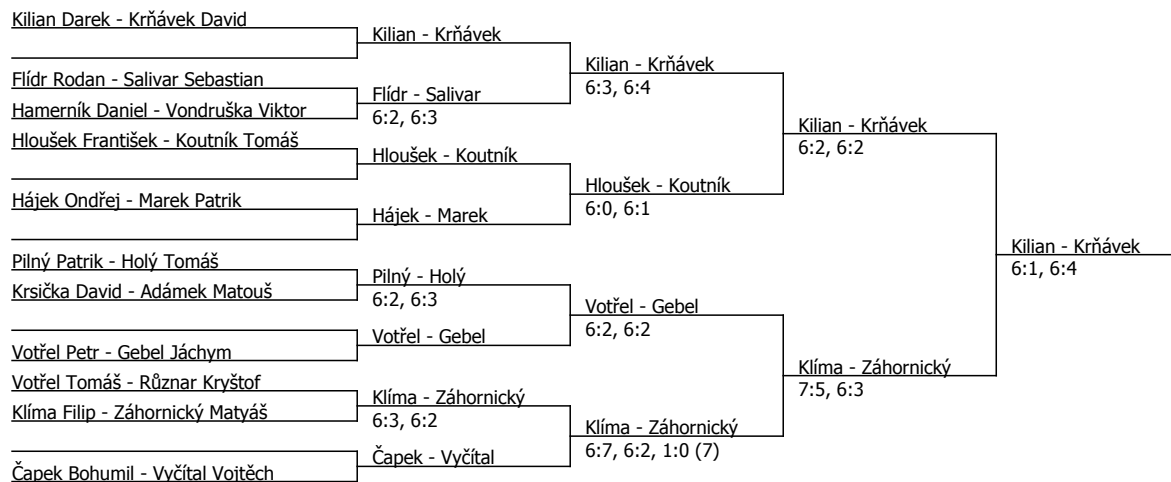 Kilian Darek - Krňávek David
Flídr Rodan - Salivar Sebastian
Hamerník Daniel - Vondruška Viktor
Hloušek František - Koutník Tomáš
Hájek Ondřej - Marek Patrik
Pilný Patrik - Holý Tomáš
Krsička David - Adámek Matouš
Votřel Petr - Gebel Jáchym
Votřel Tomáš - Různar Kryštof
Klíma Filip - Záhornický Matyáš
Čapek Bohumil - Vyčítal Vojtěch
Kilian - Krňávek
Flídr - Salivar
6:2, 6:3
Hloušek - Koutník
Hájek - Marek
Pilný - Holý
6:2, 6:3
Votřel - Gebel
Klíma - Záhornický
6:3, 6:2
Čapek - Vyčítal
Kilian - Krňávek
6:3, 6:4
Hloušek - Koutník
6:0, 6:1
Votřel - Gebel
6:2, 6:2
Klíma - Záhornický
6:7, 6:2, 1:0 (7)
Kilian - Krňávek
6:2, 6:2
Klíma - Záhornický
7:5, 6:3
Kilian - Krňávek
6:1, 6:4